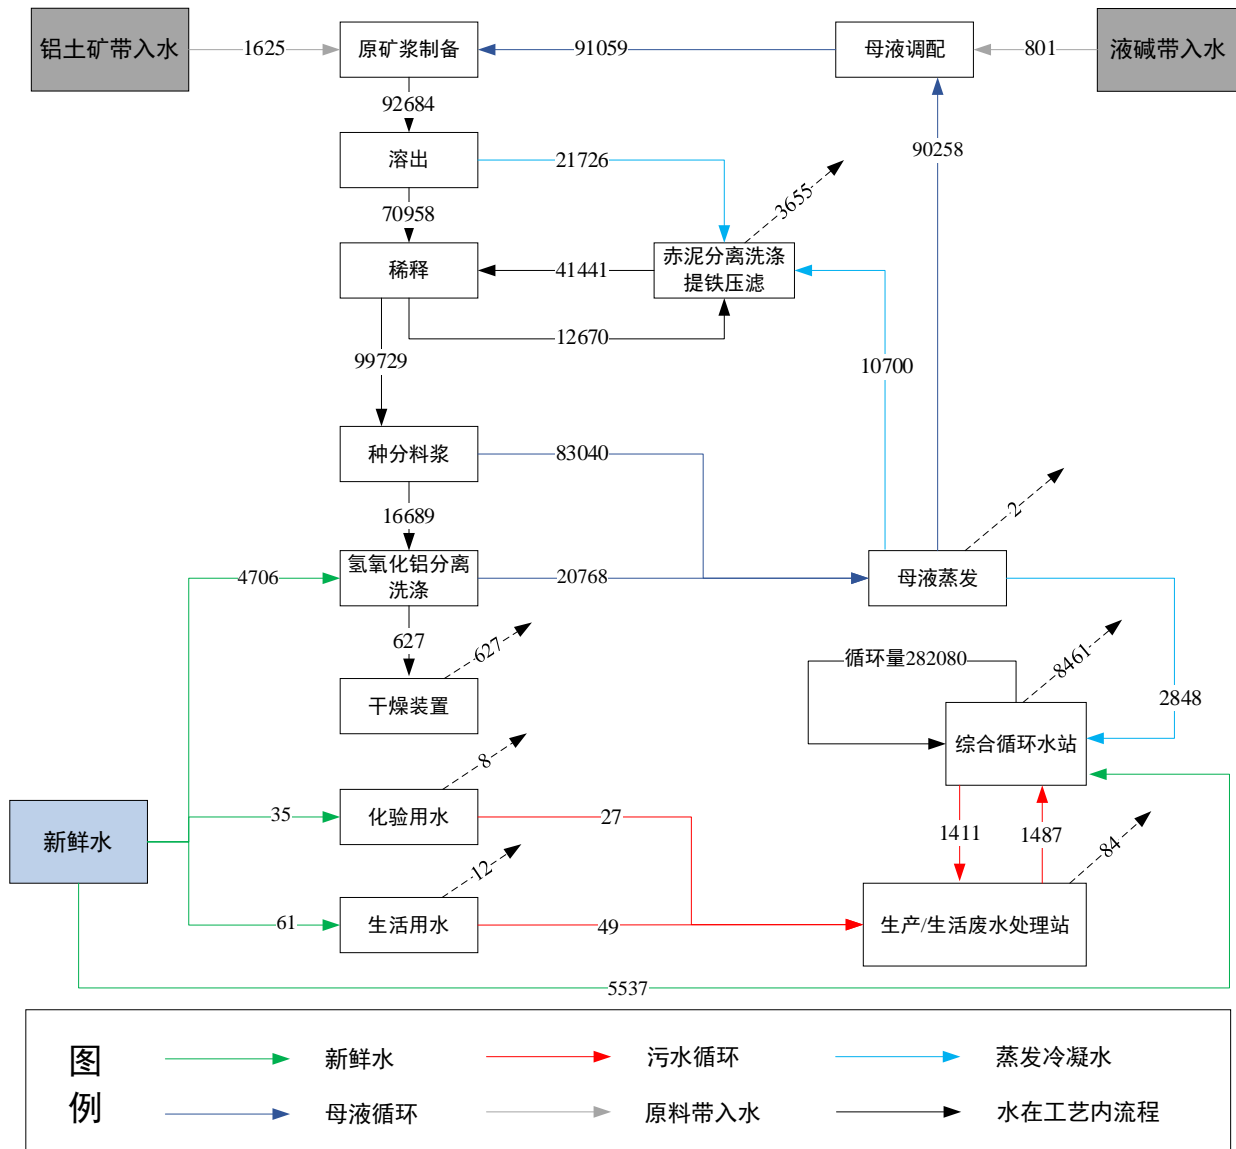 铝土矿带入水
1625
原矿浆制备
91059
母液调配
801
液碱带入水
92684
溶出
21726
90258
3655
70958
稀释
41441
赤泥分离洗涤
提铁压滤
12670
99729
10700
种分料浆
83040
2
16689
4706
氢氧化铝分离
洗涤
20768
母液蒸发
627
627
循环量282080
8461
2848
干燥装置
综合循环水站
8
新鲜水
35
化验用水
27
1411
1487
84
12
61
生活用水
49
生产/生活废水处理站
5537
图
例
新鲜水
污水循环
蒸发冷凝水
母液循环
原料带入水
水在工艺内流程